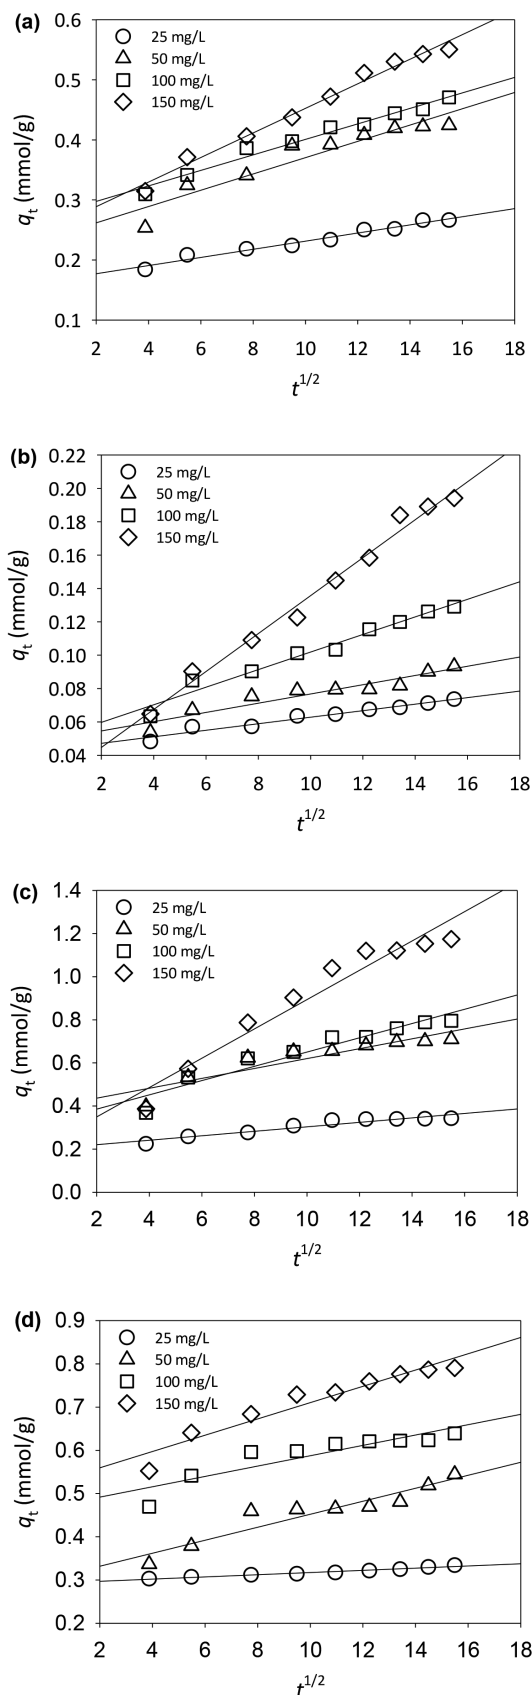 (a)
0.6
0.5
0.4
0.3
0.2
0.1
qt (mmol/g)
25 mg/L
50 mg/L
100 mg/L
150 mg/L
2 4 6 8 10 12 14 16 18
t1/2
(b)
0.22
0.20
0.18
0.16
0.14
0.12
0.10
0.08
0.06
0.04
qt (mmol/g)
25 mg/L
50 mg/L
100 mg/L
150 mg/L
2 4 6 8 10 12 14 16 18
t1/2
(c)
1.4
1.2
1.0
0.8
0.6
0.4
0.2
0.0
qt (mmol/g)
25 mg/L
50 mg/L
100 mg/L
150 mg/L
2 4 6 8 10 12 14 16 18
t1/2
(d)
0.9
0.8
0.7
0.6
0.5
0.4
0.3
0.2
qt (mmol/g)
25 mg/L
50 mg/L
100 mg/L
150 mg/L
2 4 6 8 10 12 14 16 18
t1/2